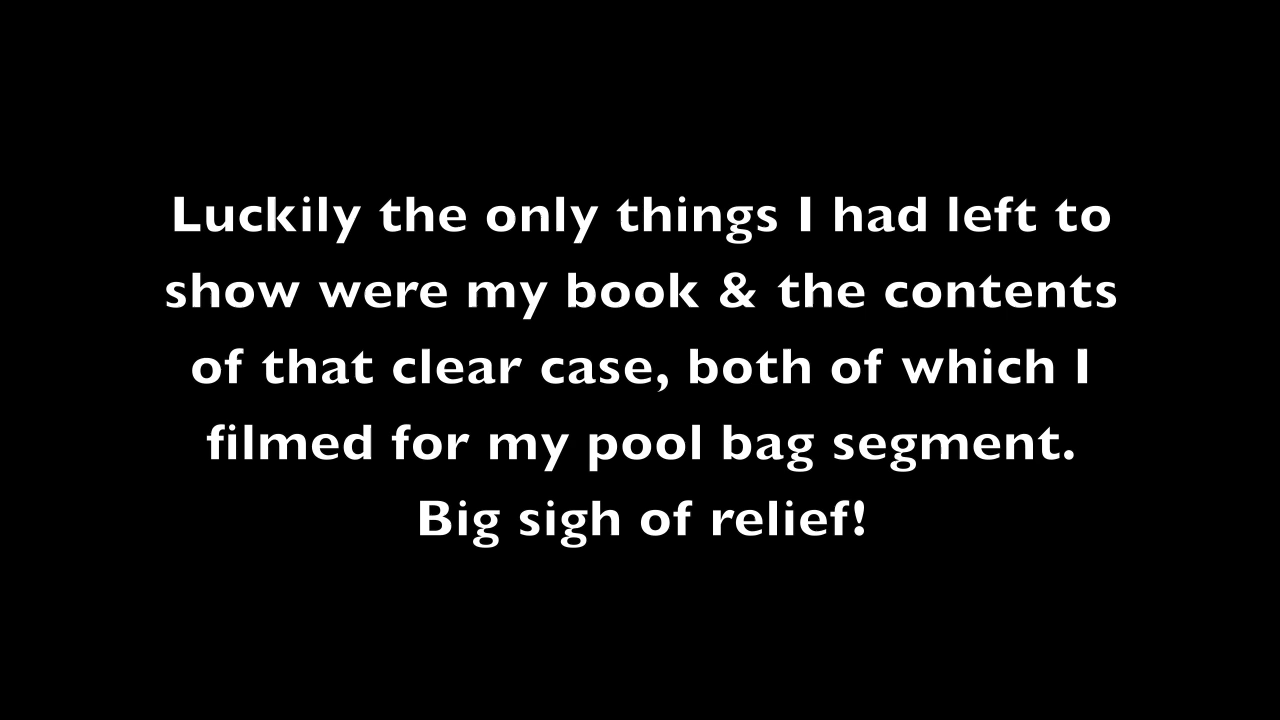 Luckily the only things I had left to
show were my book & the contents
of that clear case, both of which I
filmed for my pool bag segment.
Big sigh of relief!